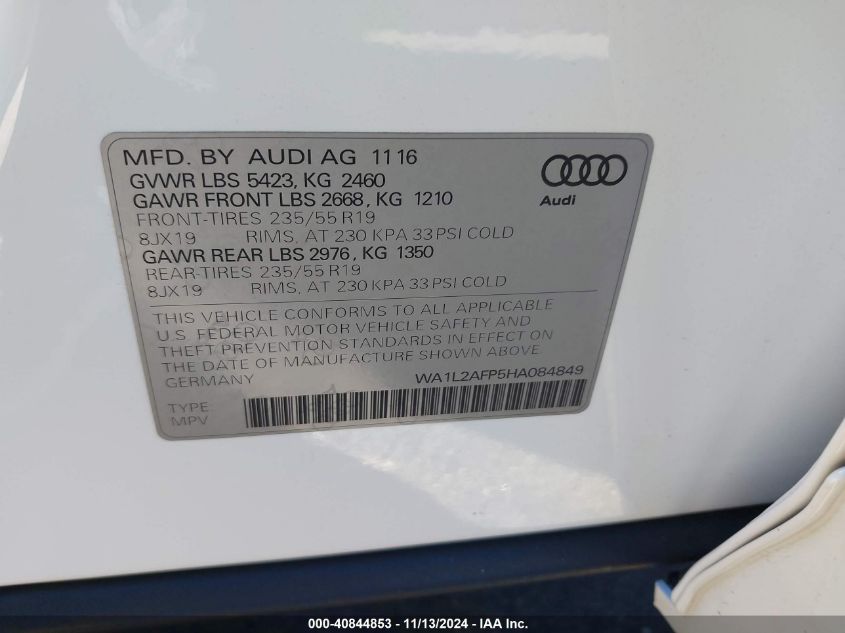 MFD. BY AUDI AG 11 16
GVWR LBS 5423, KG 2460
GAWR FRONT LBS 2668, KG 1210
FRONT-TIRES 235/55 R19
8JX19 RIMS, AT 230 KPA 33 PSI COLD
GAWR REAR LBS 2976, KG 1350
REAR-TIRES 235/55 R19
8JX19 RIMS, AT 230 KPA 33 PSI COLD
Audi
THIS VEHICLE CONFORMS TO ALL APPLICABLE
U.S. FEDERAL MOTOR VEHICLE SAFETY AND
THEFT PREVENTION STANDARDS IN EFFECT ON
THE DATE OF MANUFACTURE SHOWN ABOVE
GERMANY WA1L2AFP5HA084849
TYPE:
MPV
000-40844853 - 11/13/2024 - IAA Inc.